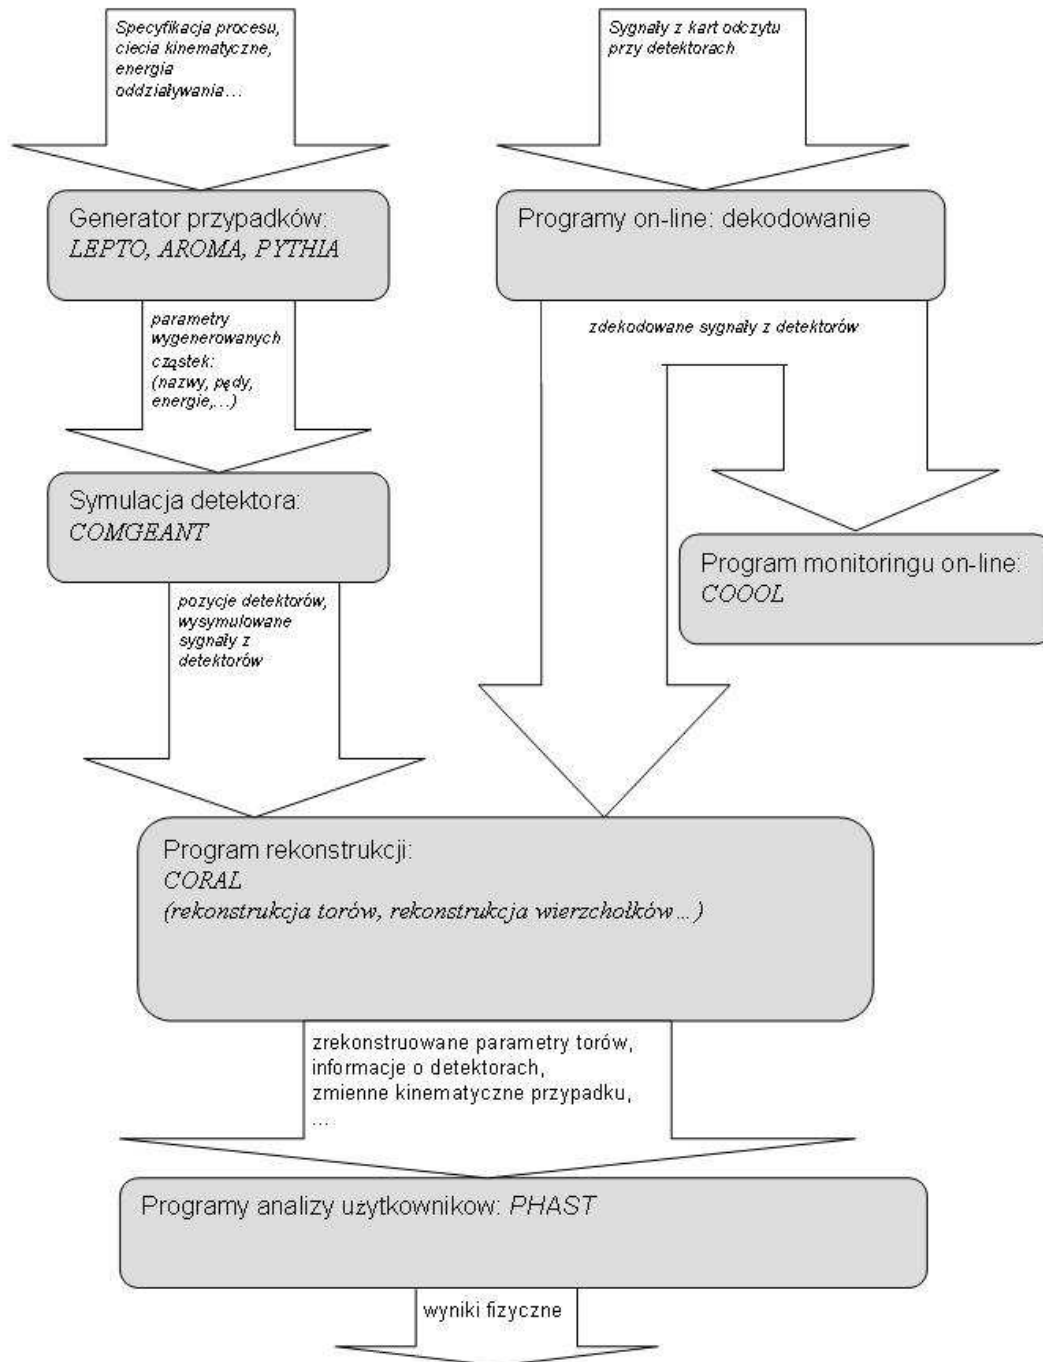 Specyfikacja procesu,
ciecia kinematyczne,
energia
oddziaływania...
Sygnały z kart odczytu
przy detektorach
Generator przypadków:
LEPTO, AROMA, PYTHIA
Programy on-line: dekodowanie
parametry
wygenerowanych
cząstek:
(nazwy, pędy,
energie,...)
zdekodowane sygnały z detektorów
Symulacja detektora:
COMGEANT
Program monitoringu on-line:
COOOL
pozycje detektorów,
wysymulowane
sygnały z
detektorów
Program rekonstrukcji:
CORAL
(rekonstrukcja torów, rekonstrukcja wierzchołków...)
zrekonstruowane parametry torów,
informacje o detektorach,
zmienne kinematyczne przypadku,
...
Programy analizy użytkownikow: PHAST
wyniki fizyczne